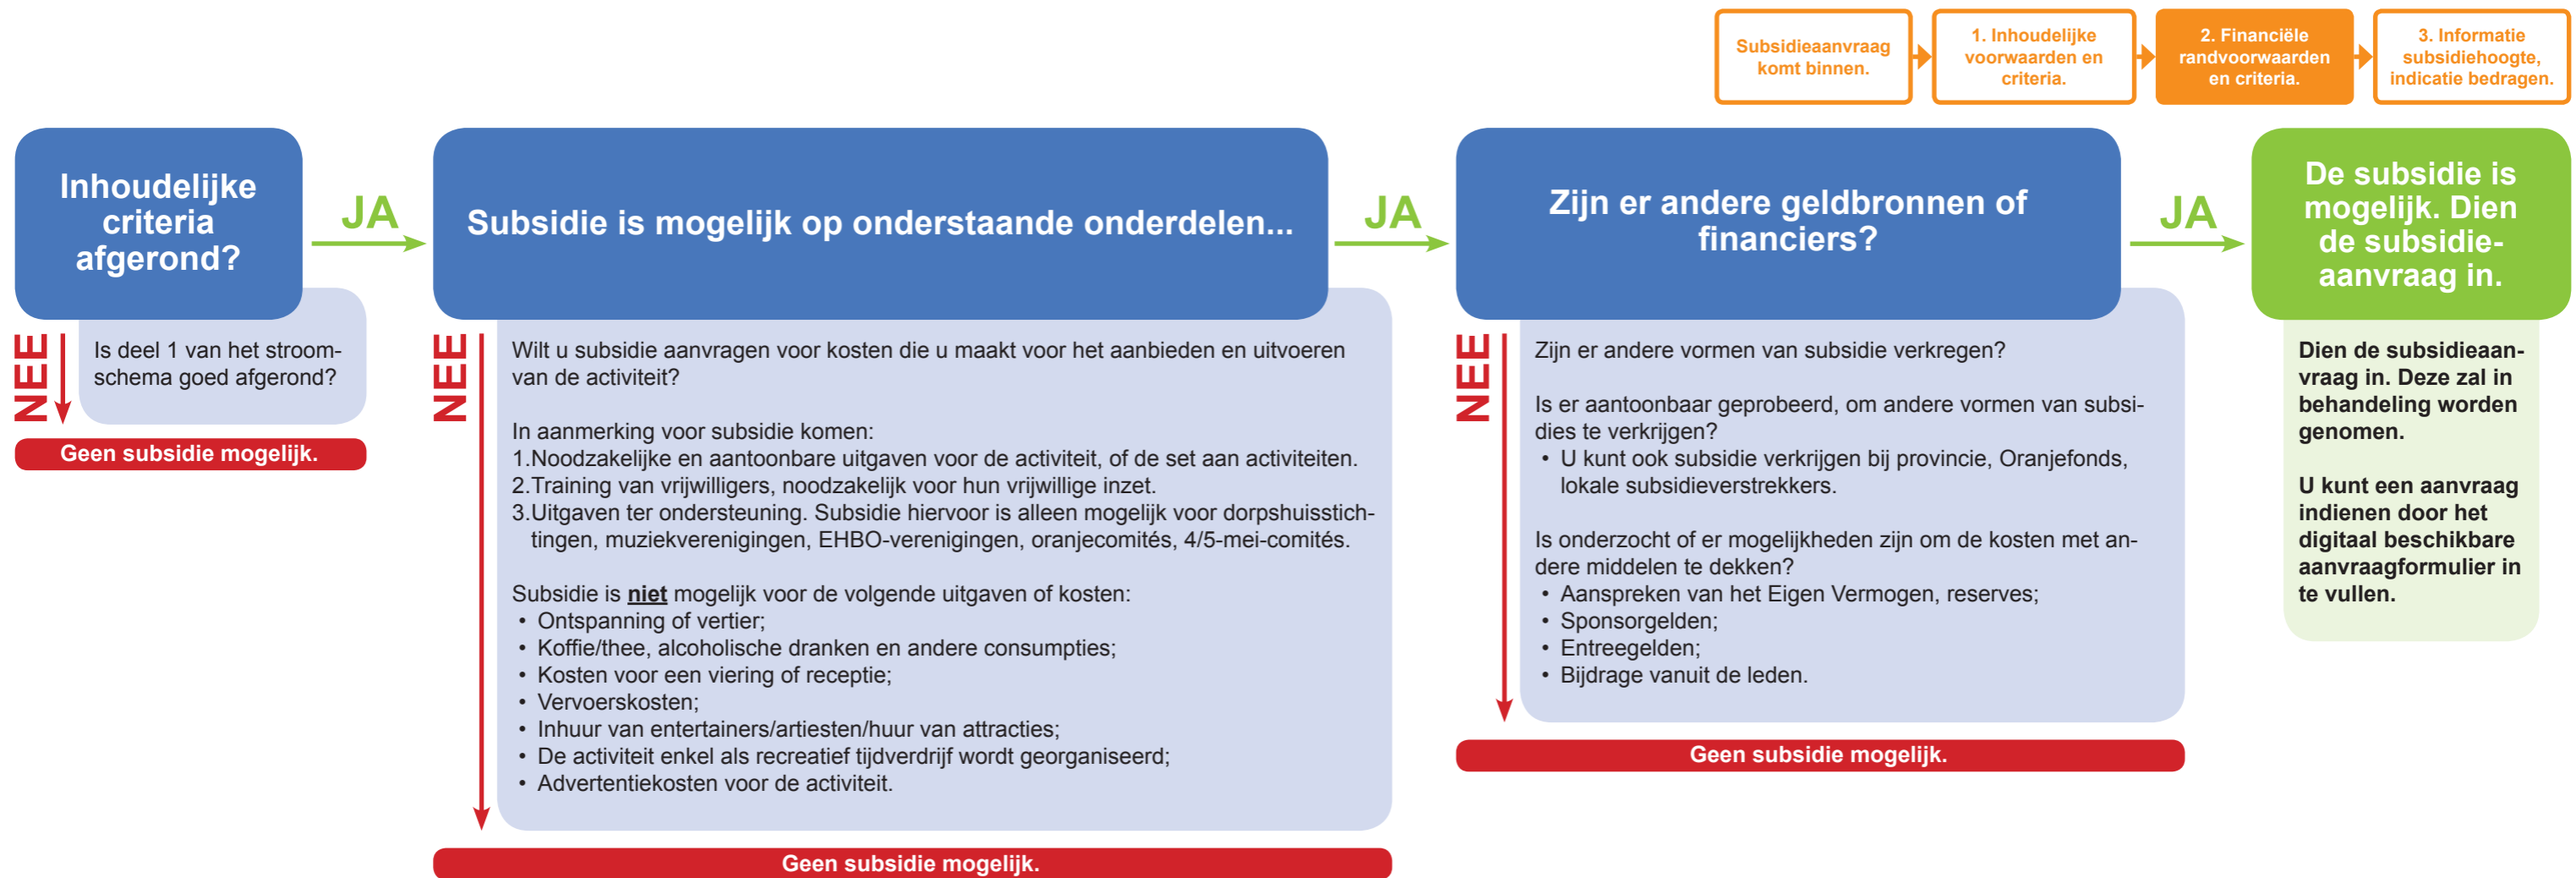 Subsidieaanvraag
komt binnen.
1. Inhoudelijke
voorwaarden en
criteria.
2. Financiële
randvoorwaarden
en criteria.
3. Informatie
subsidiehoogte,
indicatie bedragen.
Inhoudelijke
criteria
afgerond?
JA
NEE
Is deel 1 van het stroom-
schema goed afgerond?
Geen subsidie mogelijk.
Subsidie is mogelijk op onderstaande onderdelen...
JA
NEE
Wilt u subsidie aanvragen voor kosten die u maakt voor het aanbieden en uitvoeren
van de activiteit?
In aanmerking voor subsidie komen:
1.Noodzakelijke en aantoonbare uitgaven voor de activiteit, of de set aan activiteiten.
2.Training van vrijwilligers, noodzakelijk voor hun vrijwillige inzet.
3.Uitgaven ter ondersteuning. Subsidie hiervoor is alleen mogelijk voor dorpshuisstich-
tingen, muziekverenigingen, EHBO-verenigingen, oranjecomités, 4/5-mei-comités.
Subsidie is niet mogelijk voor de volgende uitgaven of kosten:
• Ontspanning of vertier;
• Koffie/thee, alcoholische dranken en andere consumpties;
• Kosten voor een viering of receptie;
• Vervoerskosten;
• Inhuur van entertainers/artiesten/huur van attracties;
• De activiteit enkel als recreatief tijdverdrijf wordt georganiseerd;
• Advertentiekosten voor de activiteit.
Geen subsidie mogelijk.
Zijn er andere geldbronnen of
financiers?
JA
NEE
Zijn er andere vormen van subsidie verkregen?
Is er aantoonbaar geprobeerd, om andere vormen van subsi-
dies te verkrijgen?
• U kunt ook subsidie verkrijgen bij provincie, Oranjefonds,
lokale subsidieverstrekkers.
Is onderzocht of er mogelijkheden zijn om de kosten met an-
dere middelen te dekken?
• Aanspreken van het Eigen Vermogen, reserves;
• Sponsorgelden;
• Entreegelden;
• Bijdrage vanuit de leden.
Geen subsidie mogelijk.
De subsidie is
mogelijk. Dien
de subsidie-
aanvraag in.
Dien de subsidieaan-
vraag in. Deze zal in
behandeling worden
genomen.
U kunt een aanvraag
indienen door het
digitaal beschikbare
aanvraagformulier in
te vullen.